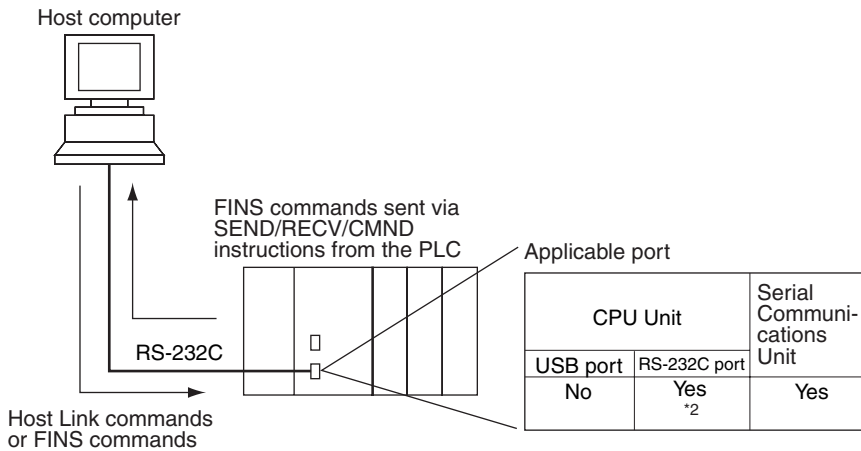 Host computer
FINS commands sent via
SEND/RECV/CMND
instructions from the PLC
Applicable port
RS-232C
Host Link commands
or FINS commands
CPU Unit
Serial
Communi-
cations
Unit
USB port
RS-232C port
No
Yes
*2
Yes